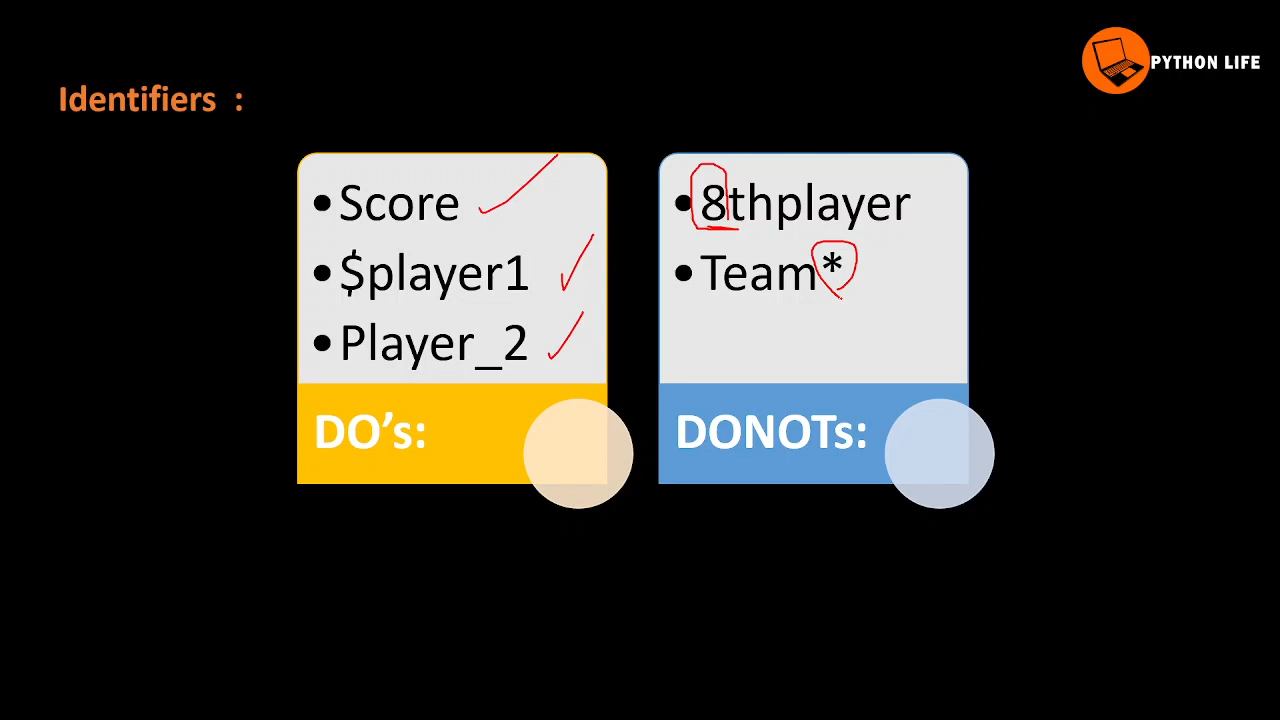 PYTHON LIFE
Identifiers :
•Score
•$player1
•Player_2
DO’s:
•8thplayer
•Team*
DONOTs: